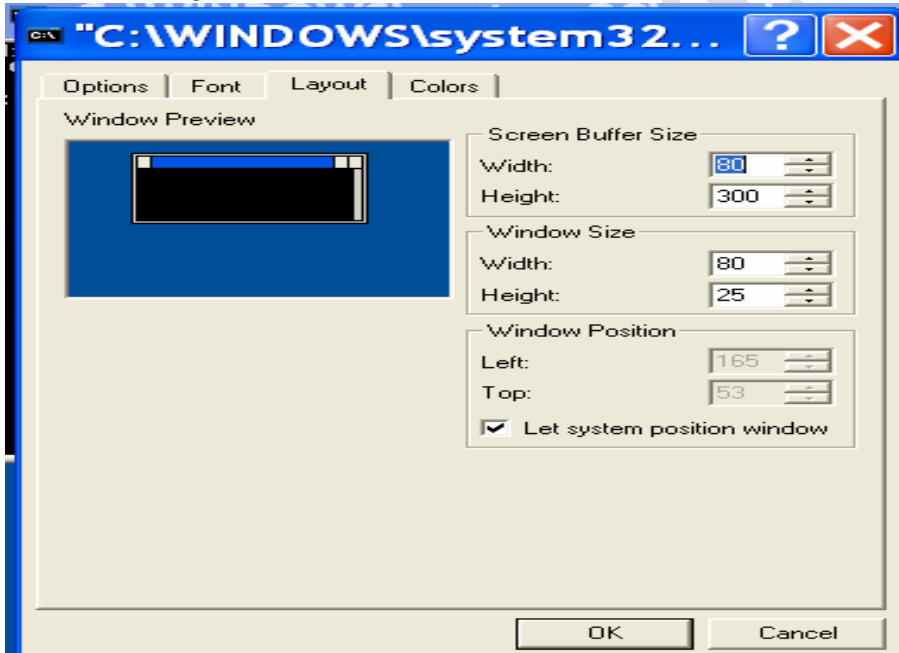 C:\ "C:\WINDOWS\system32... ? X
Options Font Layout Colors
Window Preview
Screen Buffer Size
Width: 80
Height: 300
Window Size
Width: 80
Height: 25
Window Position
Left: 165
Top: 53
Let system position window
OK Cancel